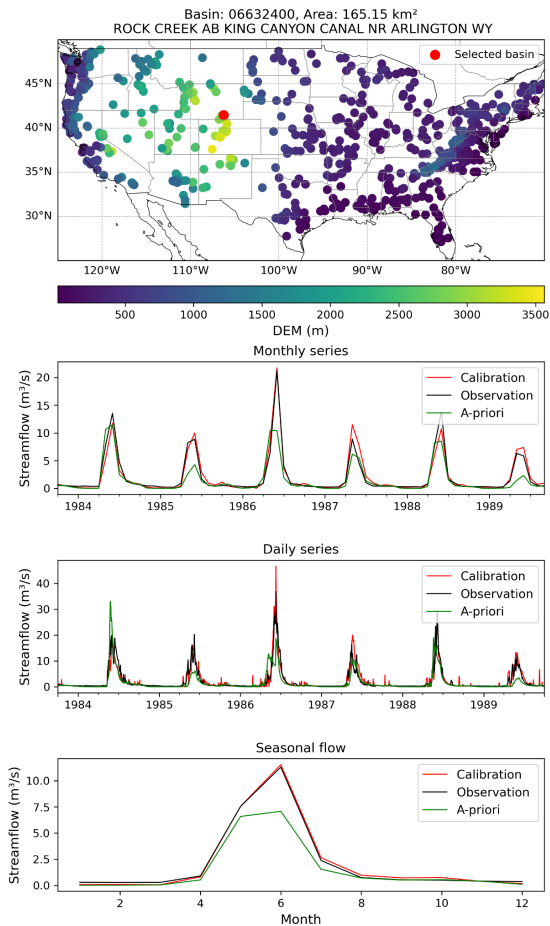 Basin: 06632400, Area: 165.15 km²
ROCK CREEK AB KING CANYON CANAL NR ARLINGTON WY
Selected basin
45°N
40°N
35°N
30°N
120°W 110°W 100°W 90°W 80°W
500 1000 1500 2000 2500 3000 3500
DEM (m)
Monthly series
Streamflow (m³/s)
20
15
10
5
0
Calibration
Observation
A-priori
1984 1985 1986 1987 1988 1989
Daily series
Streamflow (m³/s)
40
30
20
10
0
Calibration
Observation
A-priori
1984 1985 1986 1987 1988 1989
Seasonal flow
Streamflow (m³/s)
10.0
7.5
5.0
2.5
0.0
Calibration
Observation
A-priori
2 4 6 8 10 12
Month